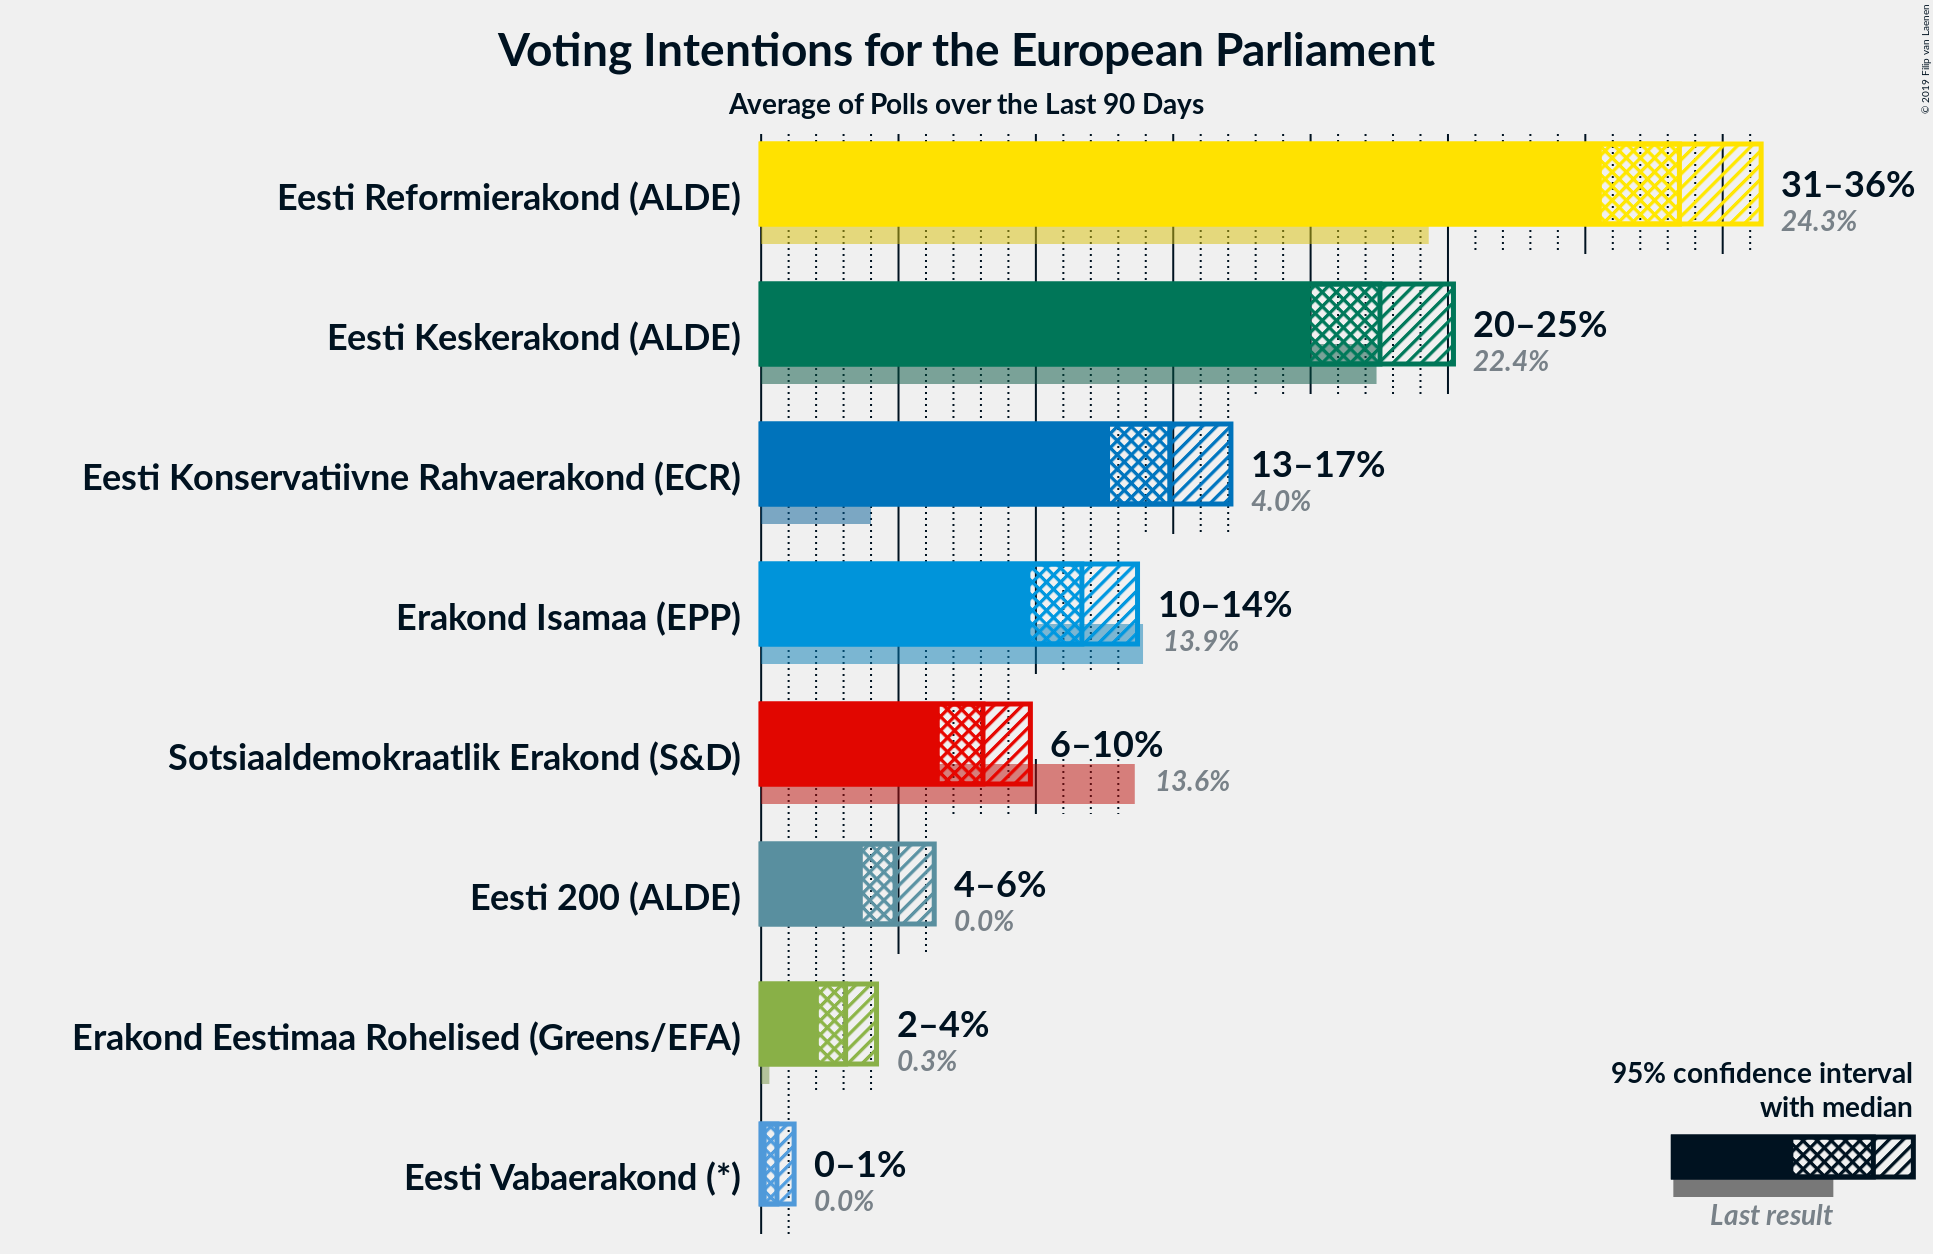 Voting Intentions for the European Parliament
Average of Polls over the Last 90 Days
© 2019 Filip van Laenen
Eesti Reformierakond (ALDE)
31–36%
24.3%
Eesti Keskerakond (ALDE)
20–25%
22.4%
Eesti Konservatiivne Rahvaerakond (ECR)
13–17%
4.0%
Erakond Isamaa (EPP)
10–14%
13.9%
Sotsiaaldemokraatlik Erakond (S&D)
6–10%
13.6%
Eesti 200 (ALDE)
4–6%
0.0%
Erakond Eestimaa Rohelised (Greens/EFA)
2–4%
0.3%
Eesti Vabaerakond (*)
0–1%
0.0%
95% confidence interval
with median
Last result